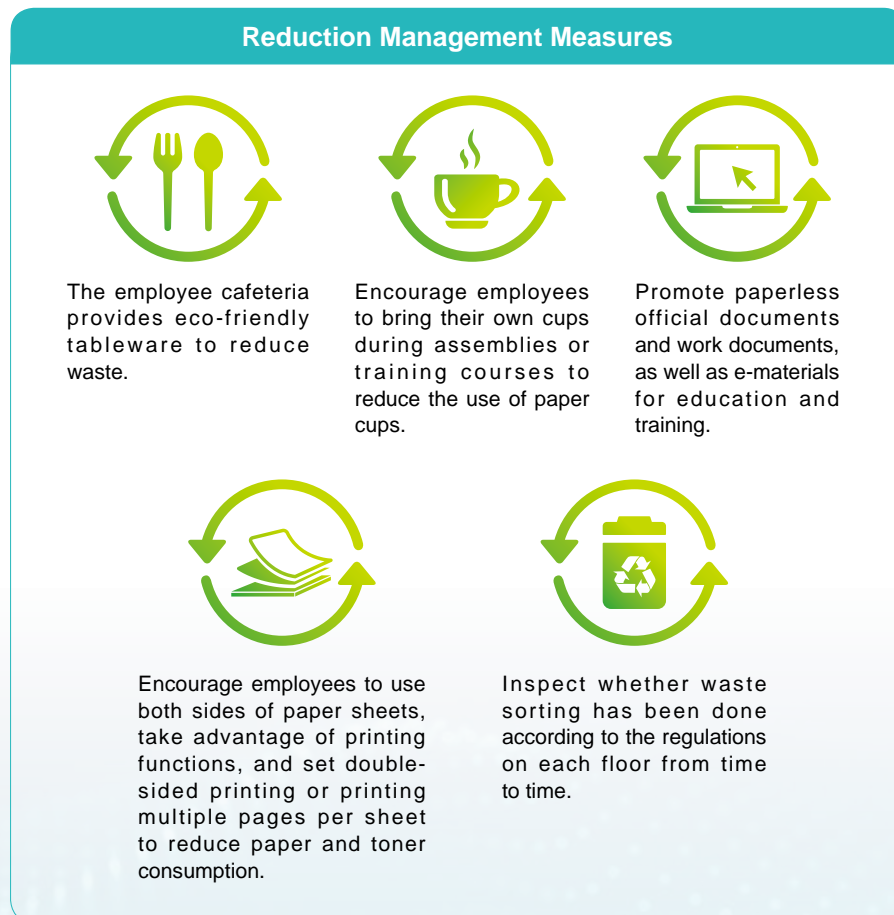 Reduction Management Measures
The employee cafeteria
provides eco-friendly
tableware to reduce
waste.
Encourage employees
to bring their own cups
during assemblies or
training courses to
reduce the use of paper
cups.
Promote paperless
official documents
and work documents,
as well as e-materials
for education and
training.
Encourage employees to use
both sides of paper sheets,
take advantage of printing
functions, and set double-
sided printing or printing
multiple pages per sheet
to reduce paper and toner
consumption.
Inspect whether waste
sorting has been done
according to the regulations
on each floor from time
to time.